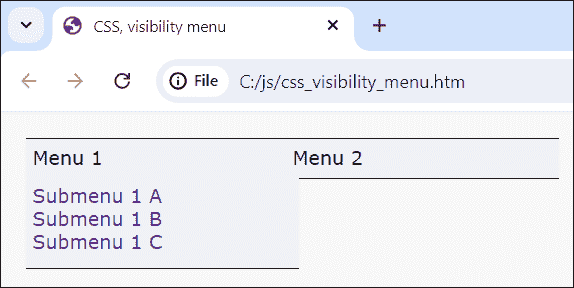 CSS, visibility menu
File C:/js/css_visibility_menu.htm
Menu 1 Menu 2
Submenu 1 A
Submenu 1 B
Submenu 1 C